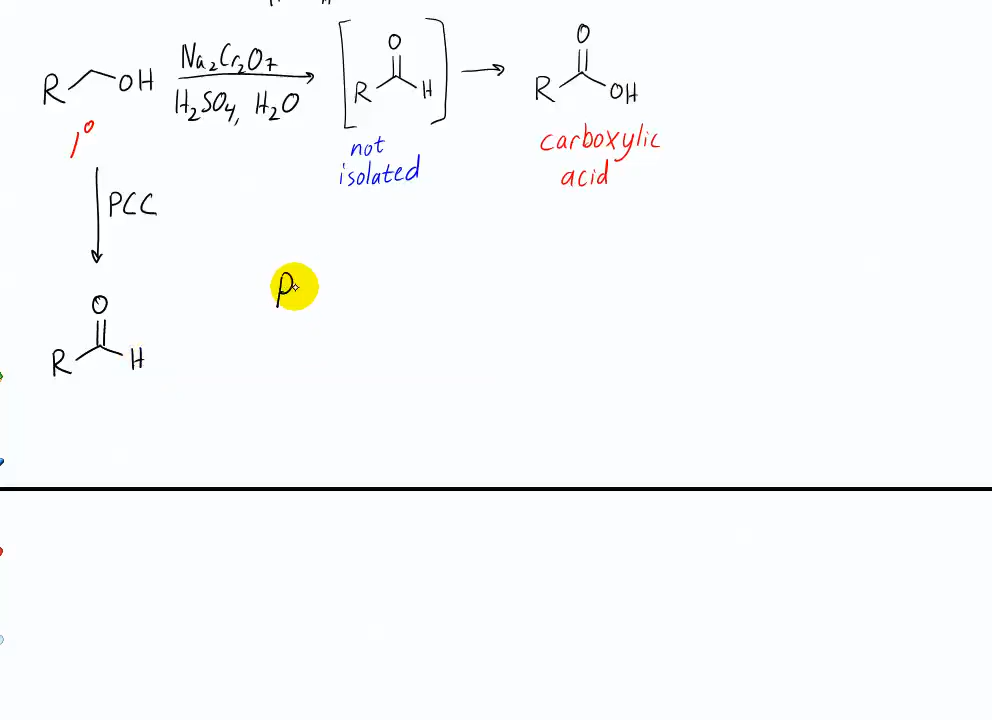 R OH
Na₂Cr₂O₇
H₂SO₄, H₂O
O
R H
O
R OH
1°
not
isolated
carboxylic
acid
PCC
P
O
R H